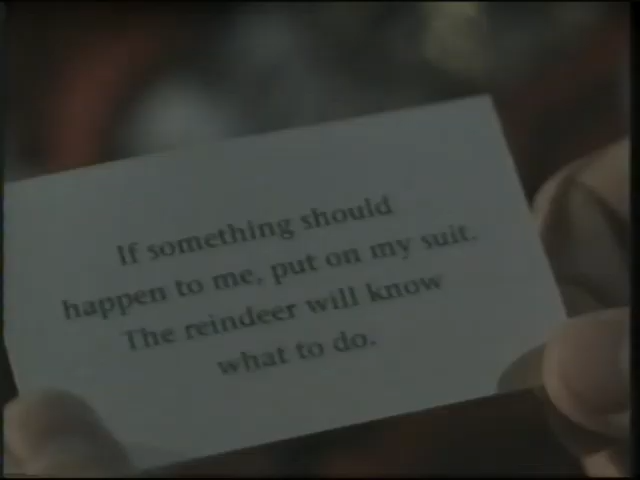 If something should
happen to me, put on my suit.
The reindeer will know
what to do.